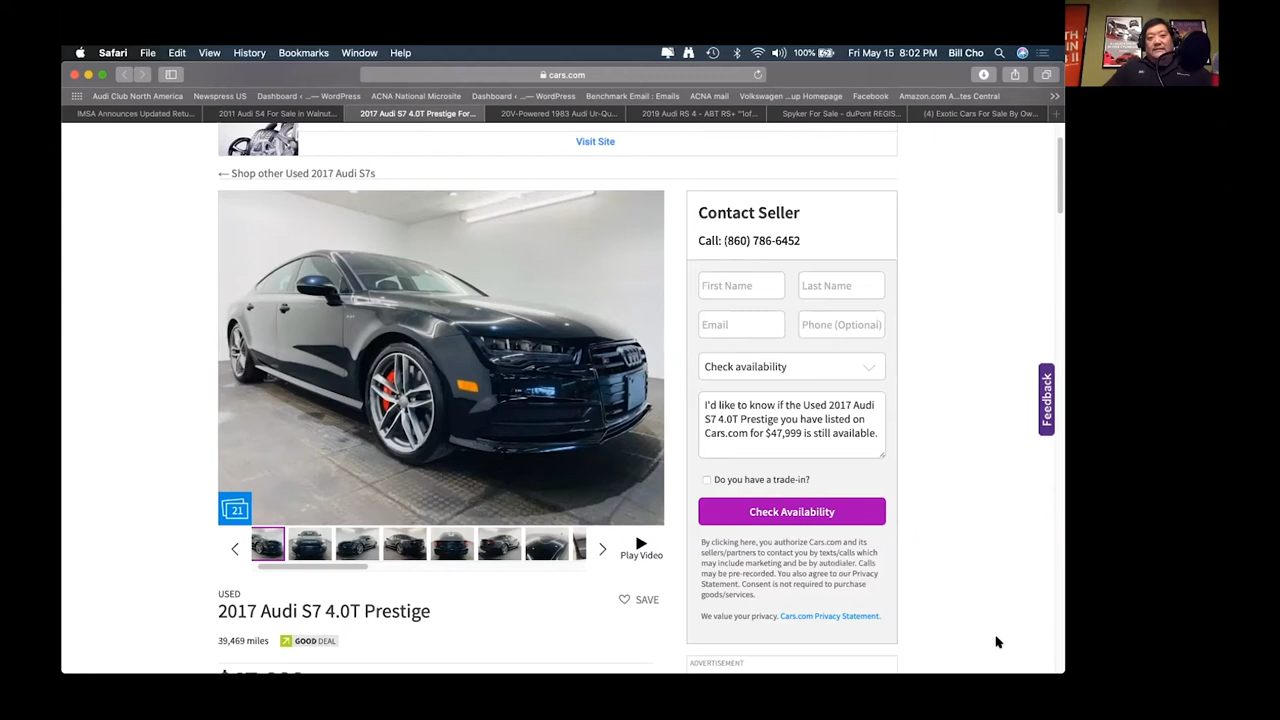 Safari File Edit View History Bookmarks Window Help 100% Fri May 15 8:02 PM Bill Cho
cars.com
Audi Club North America Newspress US Dashboard ‹ ... — WordPress ACNA National Microsite Dashboard ‹ ... — WordPress Benchmark Email : Emails ACNA mail Volkswagen ...up Homepage Facebook Amazon.com A...tes Central
IMSA Announces Updated Retu... 2011 Audi S4 For Sale in Walnut... 2017 Audi S7 4.0T Prestige For... 20V-Powered 1983 Audi Ur-Qu... 2019 Audi RS 4 - ABT RS+ "1of... Spyker For Sale - duPont REGIS... (4) Exotic Cars For Sale By Ow...
Visit Site
← Shop other Used 2017 Audi S7s
21
Play Video
USED
2017 Audi S7 4.0T Prestige
SAVE
39,469 miles
GOOD DEAL
Contact Seller
Call: (860) 786-6452
First Name Last Name
Email Phone (Optional)
Check availability
I'd like to know if the Used 2017 Audi
S7 4.0T Prestige you have listed on
Cars.com for $47,999 is still available.
Do you have a trade-in?
Check Availability
By clicking here, you authorize Cars.com and its
sellers/partners to contact you by texts/calls which
may include marketing and be by autodialer. Calls
may be pre-recorded. You also agree to our Privacy
Statement. Consent is not required to purchase
goods/services.
We value your privacy. Cars.com Privacy Statement.
ADVERTISEMENT
Feedback